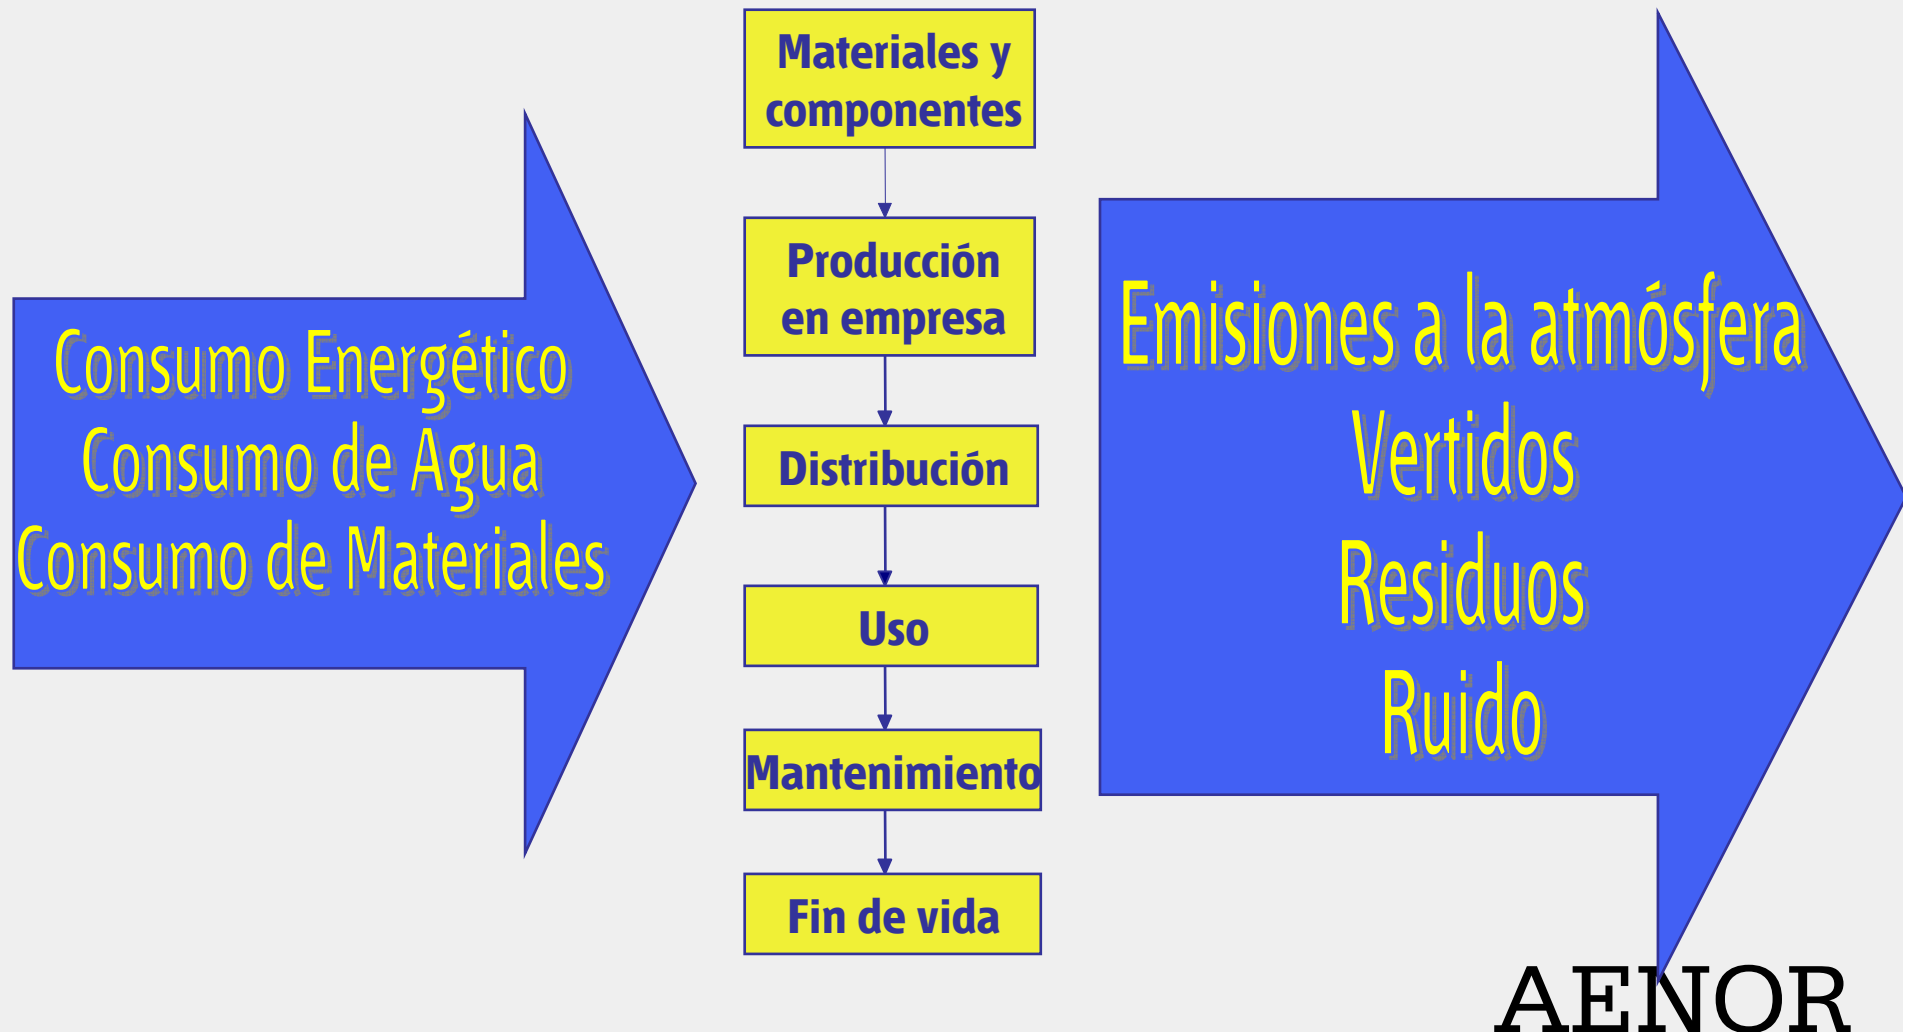 Consumo Energético
Consumo de Agua
Consumo de Materiales
Materiales y
componentes
Producción
en empresa
Distribución
Uso
Mantenimiento
Fin de vida
Emisiones a la atmósfera
Vertidos
Residuos
Ruido
AENOR